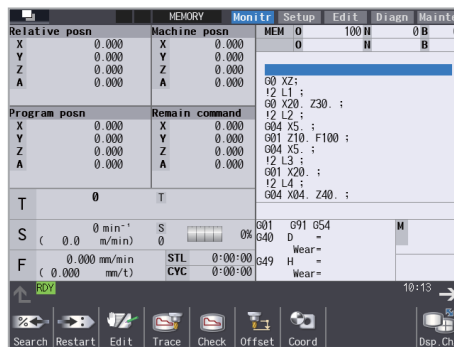 MEMORY Monitr Setup Edit Diagn Mainte
Relative posn Machine posn MEM O 100 N 0 B
X 0.000 X 0.000 O N B
Y 0.000 Y 0.000
Z 0.000 Z 0.000
A 0.000 A 0.000
G0 XZ;
G0 X20. Z30. ;
!2 L1 ;
Program posn Remain command
X 0.000 X 0.000
Y 0.000 Y 0.000
Z 0.000 Z 0.000
A 0.000 A 0.000
!2 L2 ;
G04 X5. ;
G01 Z10. F100 ;
G04 X5. ;
!2 L3 ;
G01 X20. ;
!2 L4 ;
G04 X04. Z40. ;
T 0 T
S 0 min⁻¹ S 0%
( 0.0 m/min) 0
F 0.000 mm/min STL 0:00:00
( 0.000 mm/t) CYC 0:00:00
G01 G91 G54 M
G40 D =
Wear=
G49 H =
Wear=
RDY 10:13
Search Restart Edit Trace Check Offset Coord Dsp.Ch